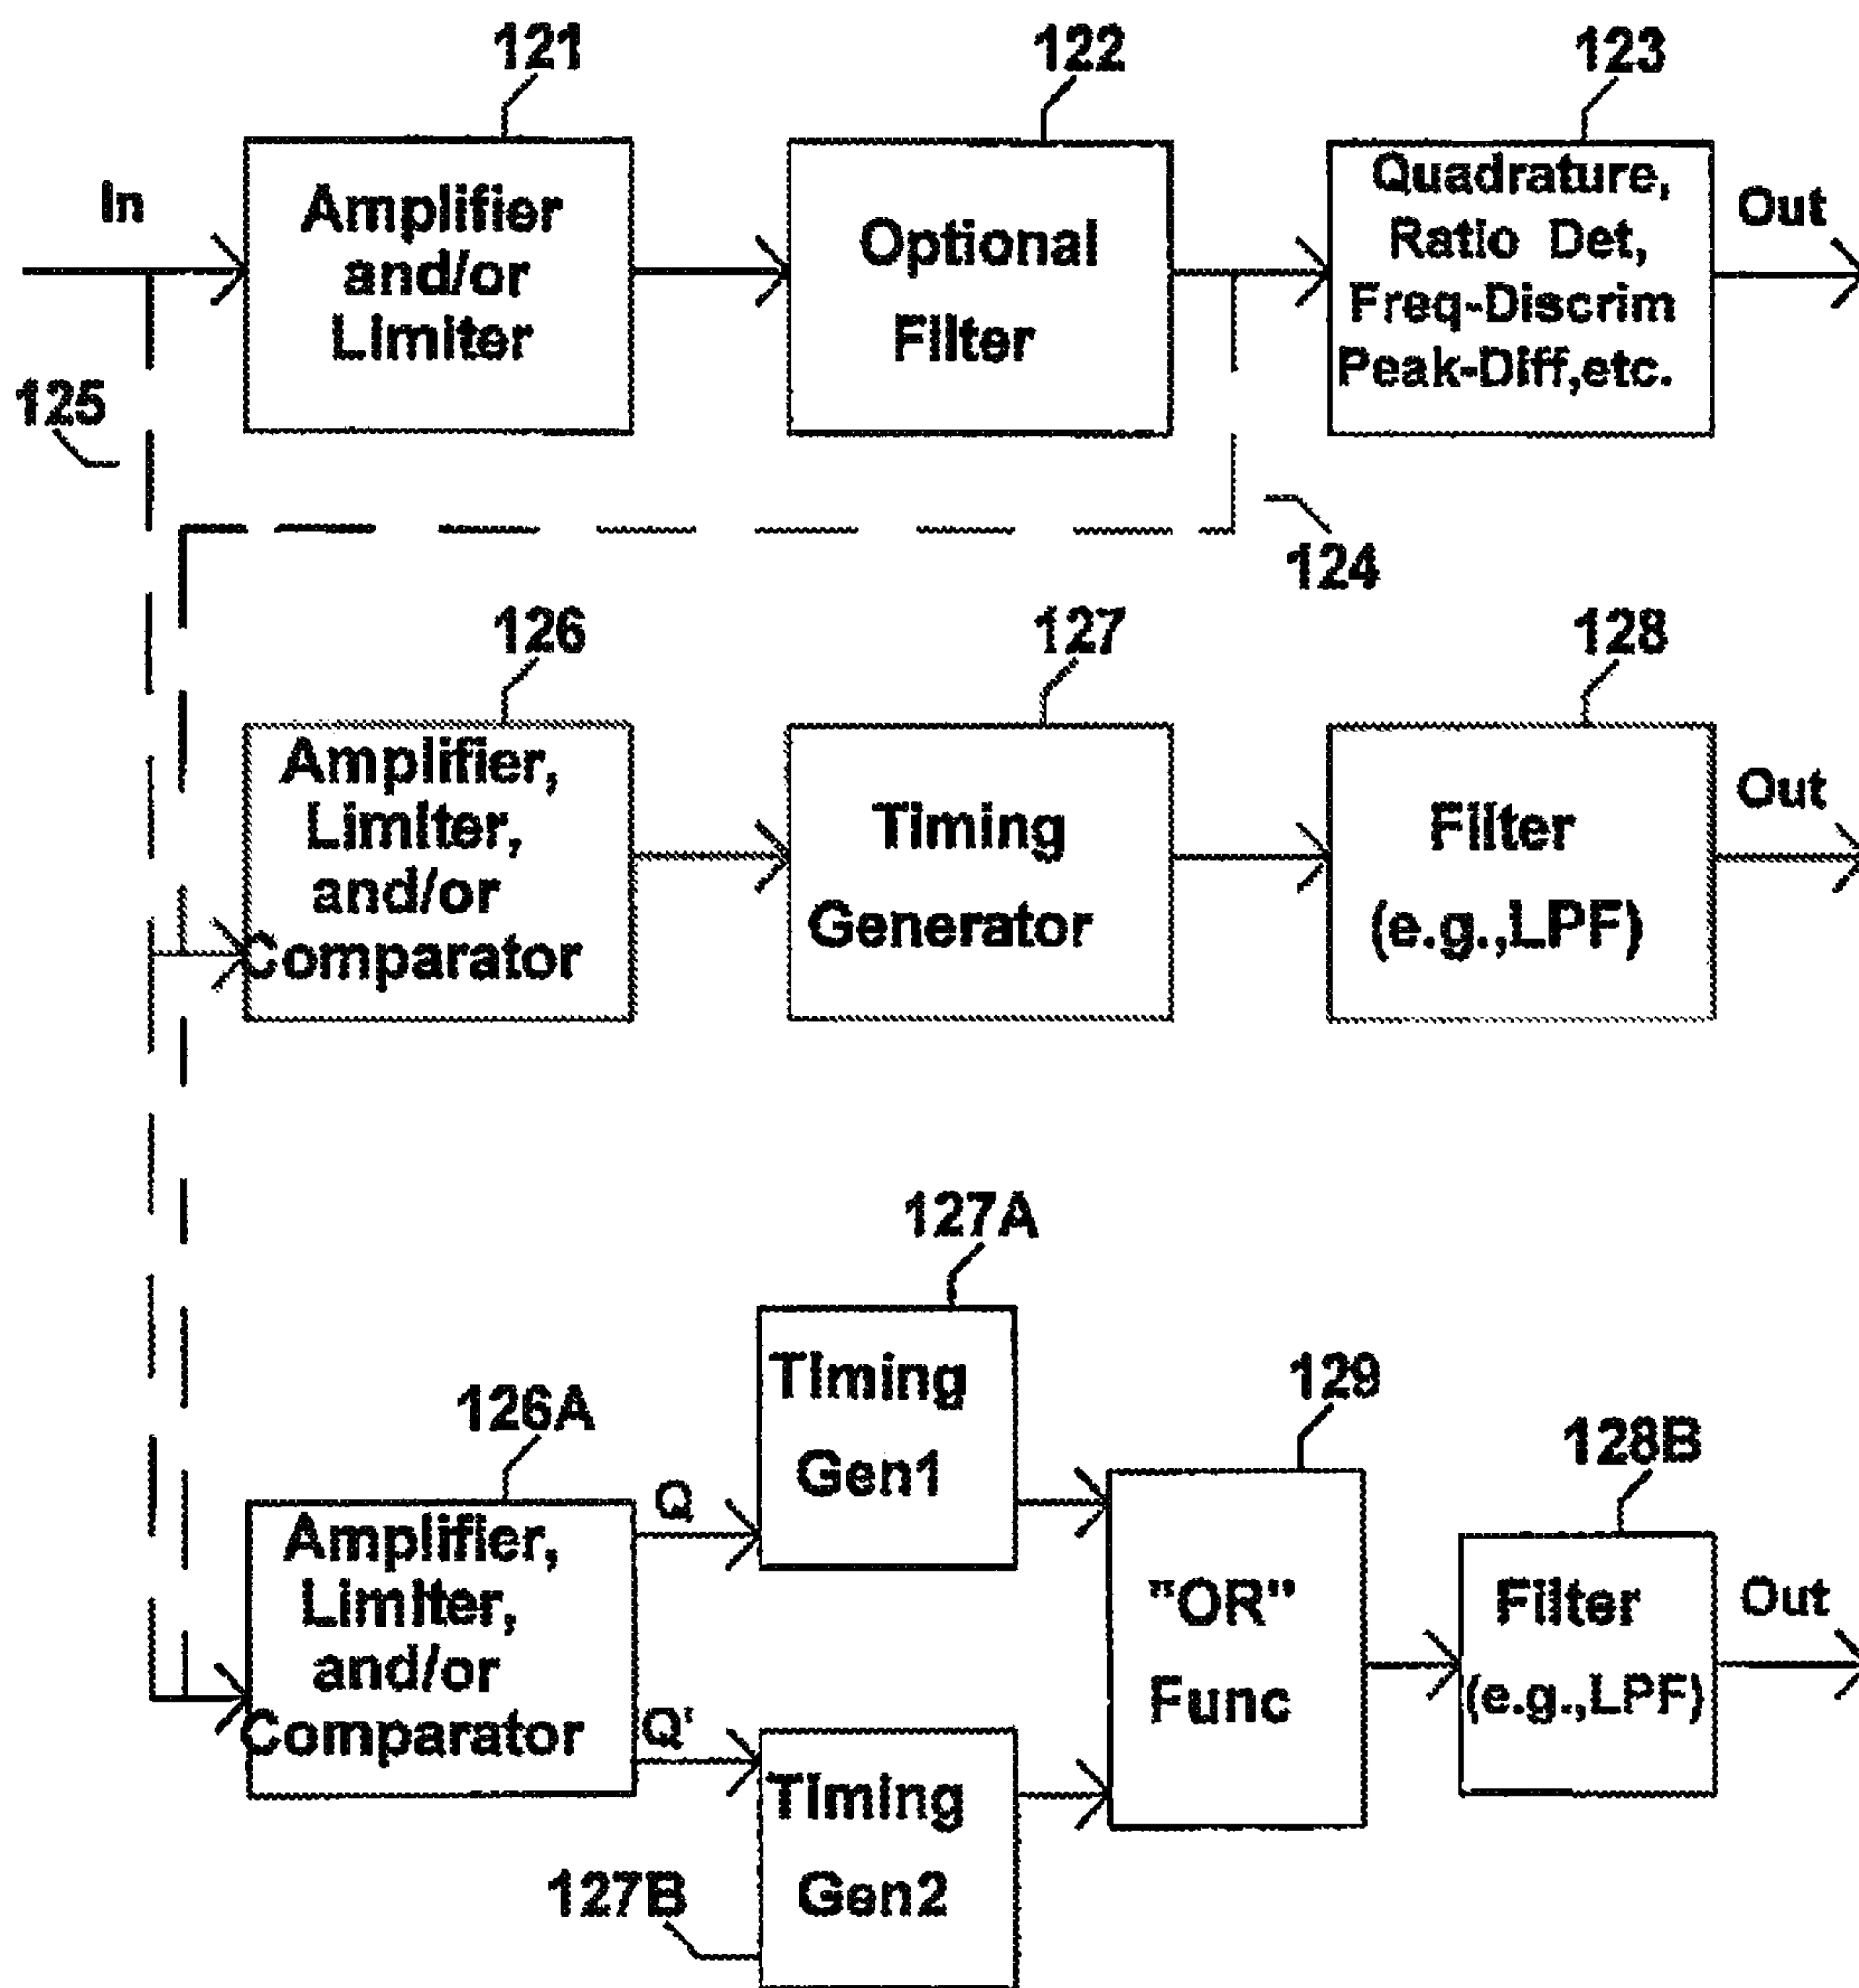 121
122
123
In
Amplifier
and/or
Limiter
Optional
Filter
Quadrature,
Ratio Det,
Freq-Discrim
Peak-Diff,etc.
Out
125
124
126
127
128
Amplifier,
Limiter,
and/or
Comparator
Timing
Generator
Filter
(e.g.,LPF)
Out
127A
Timing
Gen1
126A
129
128B
Amplifier,
Limiter,
and/or
Comparator
Q
Q'
"OR"
Func
Filter
(e.g.,LPF)
Out
Timing
Gen2
127B